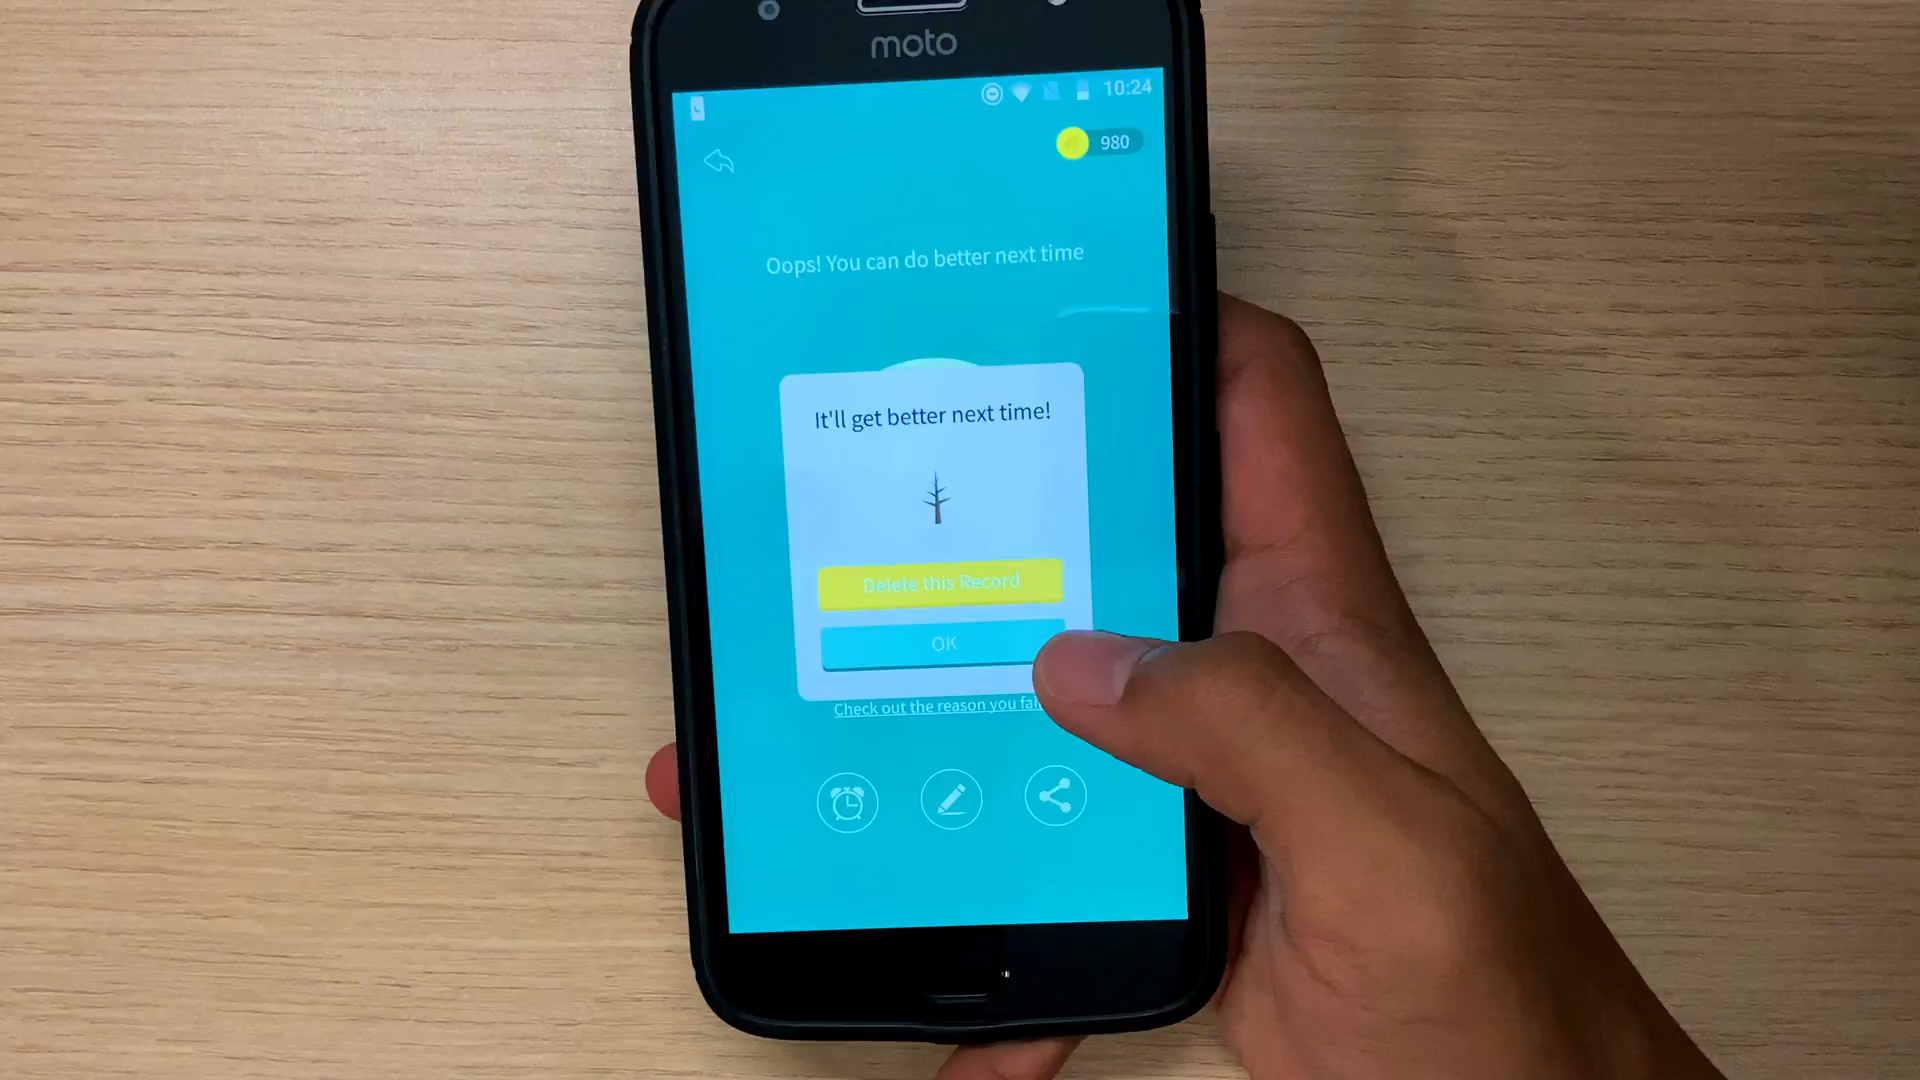 moto
10:24
980
Oops! You can do better next time
It'll get better next time!
Delete this Record
OK
Check out the reason you